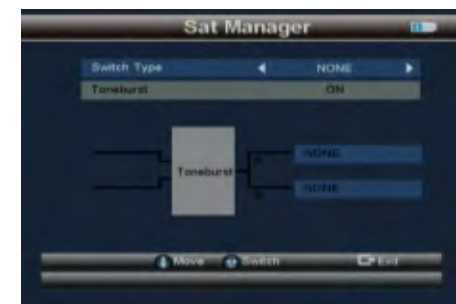 Sat Manager
Switch Type NONE
Toneburst ON
NONE
Toneburst
NONE
Move Switch Exit